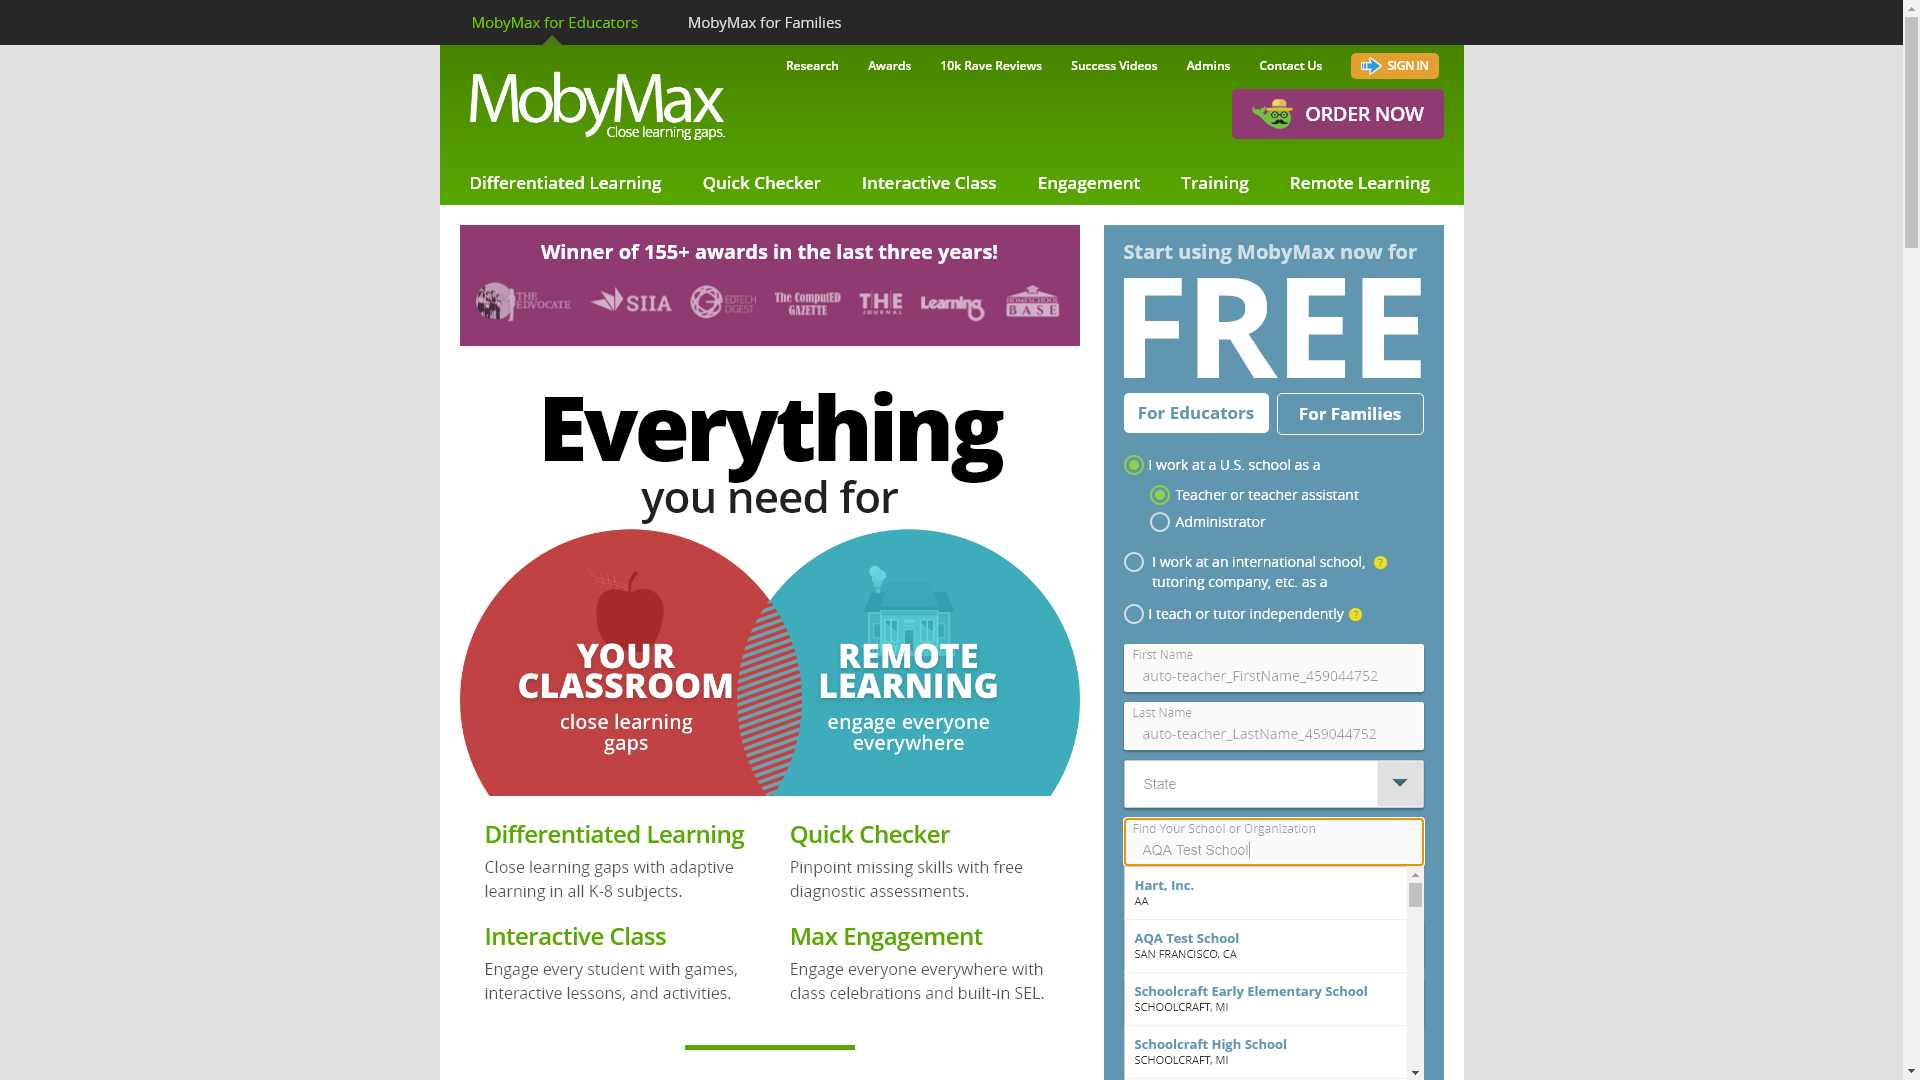 MobyMax for Educators
MobyMax for Families
Research
Awards
10k Rave Reviews
Success Videos
Admins
Contact Us
SIGN IN
MobyMax
Close learning gaps.
ORDER NOW
Differentiated Learning
Quick Checker
Interactive Class
Engagement
Training
Remote Learning
Winner of 155+ awards in the last three years!
THE EDVOCATE
SIIA
EDTECH DIGEST
The ComputED GAZETTE
THE JOURNAL
Learning
HOMESCHOOL BASE
Everything
you need for
YOUR
CLASSROOM
close learning
gaps
REMOTE
LEARNING
engage everyone
everywhere
Differentiated Learning
Close learning gaps with adaptive
learning in all K-8 subjects.
Quick Checker
Pinpoint missing skills with free
diagnostic assessments.
Interactive Class
Engage every student with games,
interactive lessons, and activities.
Max Engagement
Engage everyone everywhere with
class celebrations and built-in SEL.
Start using MobyMax now for
FREE
For Educators
For Families
I work at a U.S. school as a
Teacher or teacher assistant
Administrator
I work at an international school, ?
tutoring company, etc. as a
I teach or tutor independently ?
First Name
auto-teacher_FirstName_459044752
Last Name
auto-teacher_LastName_459044752
State
Find Your School or Organization
AQA Test School
Hart, Inc.
AA
AQA Test School
SAN FRANCISCO, CA
Schoolcraft Early Elementary School
SCHOOLCRAFT, MI
Schoolcraft High School
SCHOOLCRAFT, MI